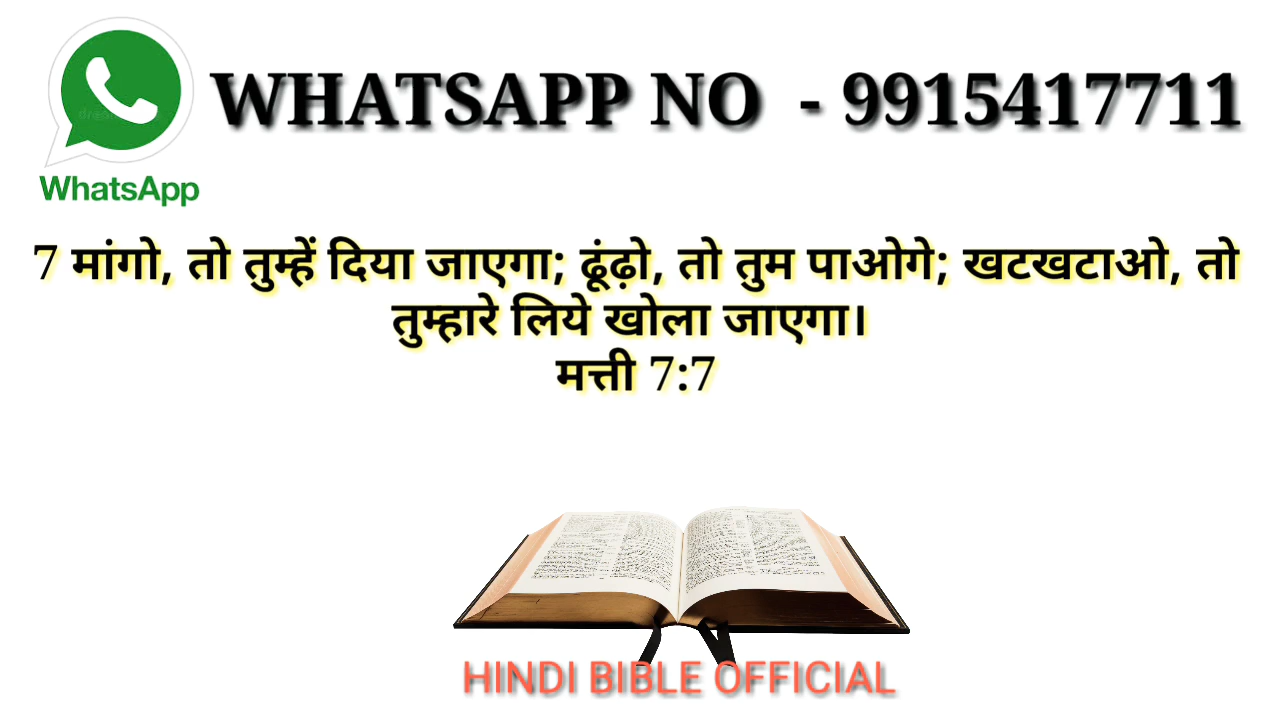 WHATSAPP NO - 9915417711
WhatsApp
7 मांगो, तो तुम्हें दिया जाएगा; ढूंढ़ो, तो तुम पाओगे; खटखटाओ, तो
तुम्हारे लिये खोला जाएगा।
मत्ती 7:7
HINDI BIBLE OFFICIAL